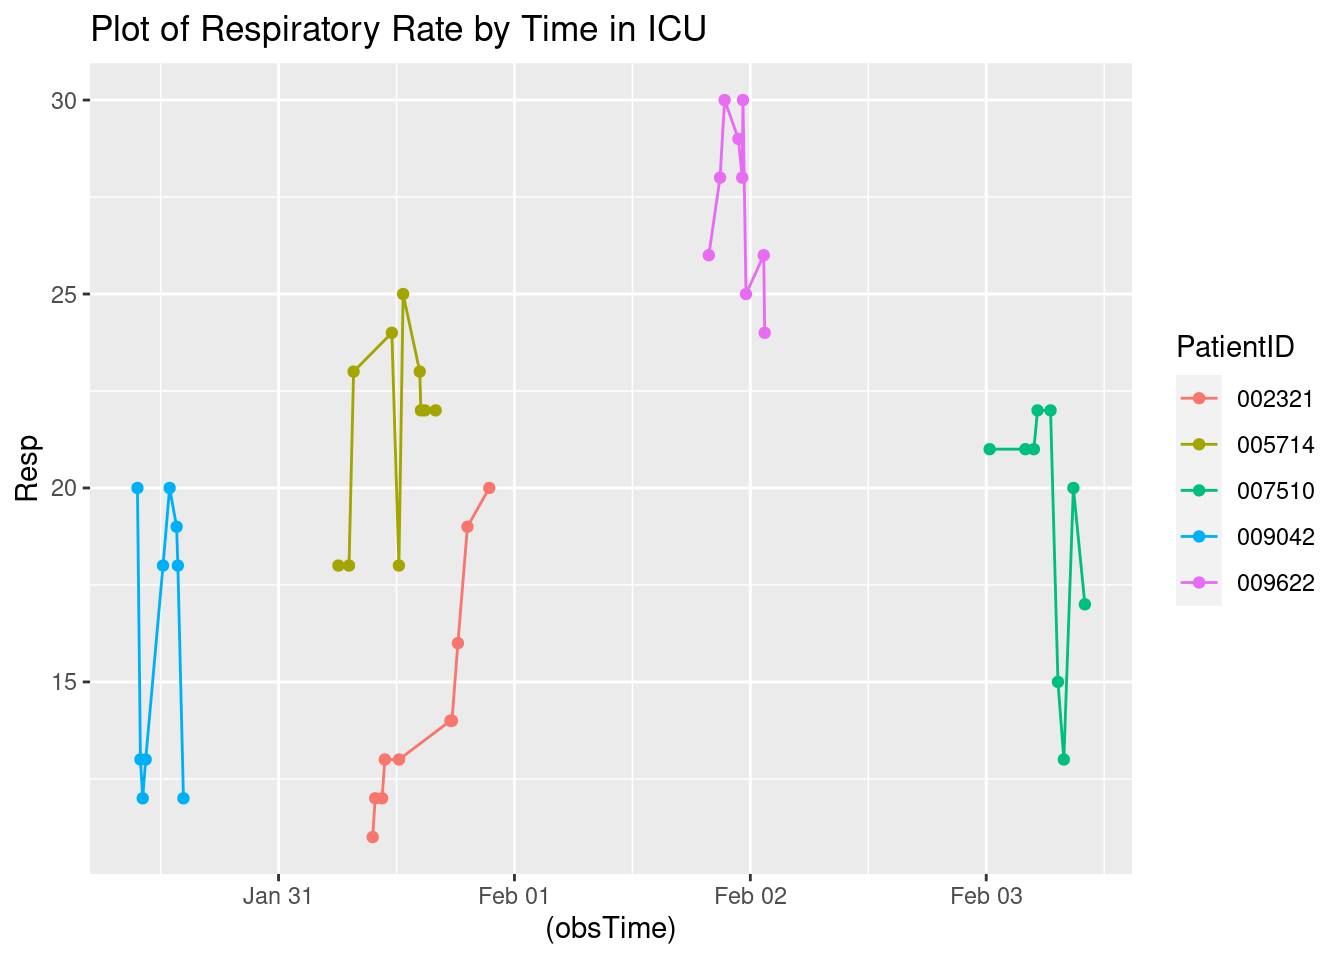 Plot of Respiratory Rate by Time in ICU
30
25
20
15
Resp
Jan 31
Feb 01
Feb 02
Feb 03
(obsTime)
PatientID
002321
005714
007510
009042
009622